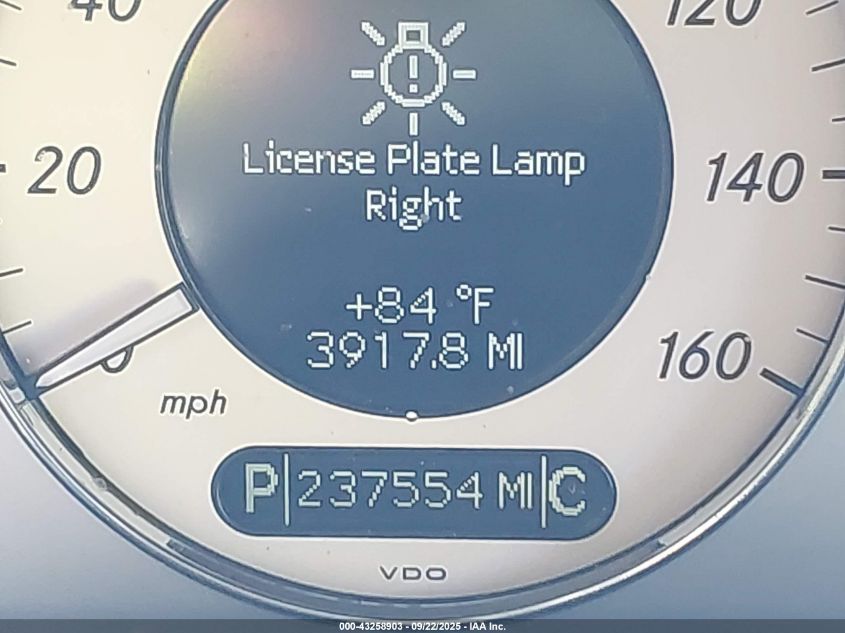 40
120
20
140
License Plate Lamp
Right
+84 °F
3917.8 MI
0
160
mph
P 237554 MI C
VDO
000-43258903 - 09/22/2025 - IAA Inc.